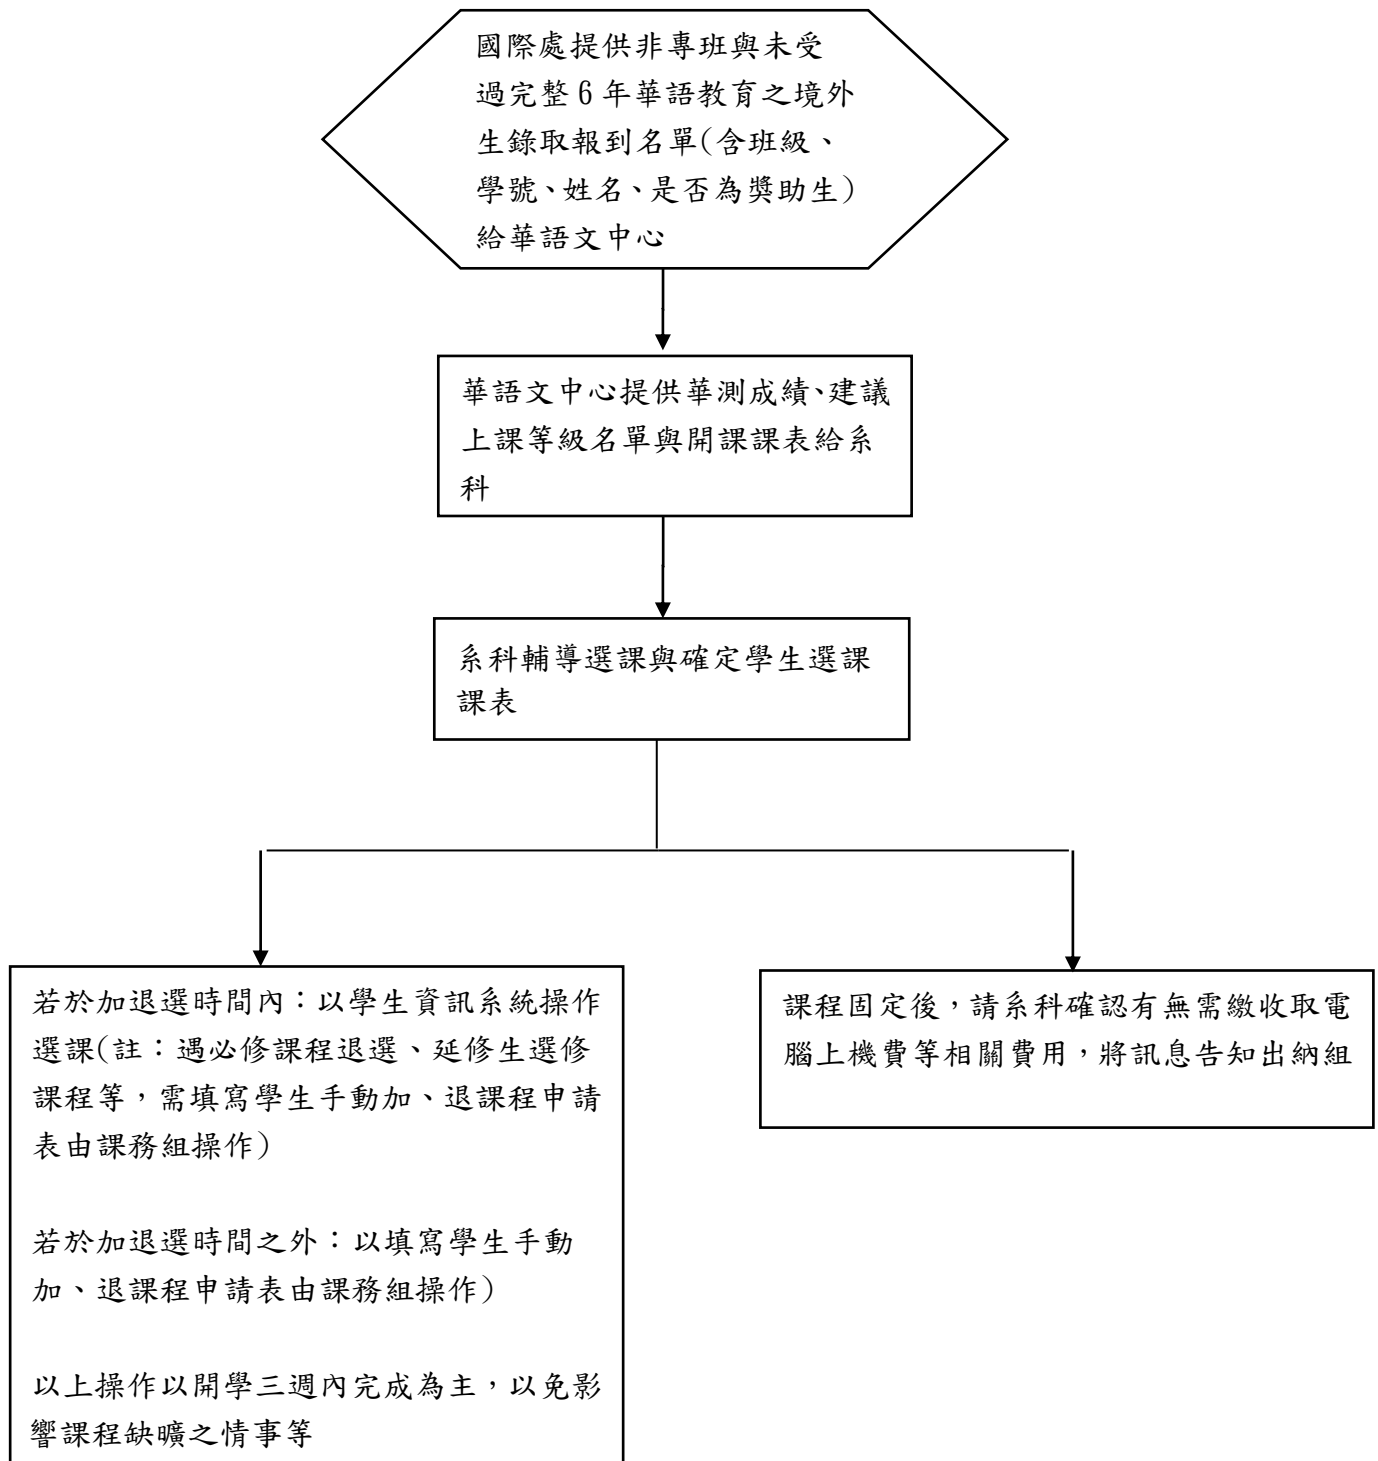 國際處提供非專班與未受
過完整 6 年華語教育之境外
生錄取報到名單(含班級、
學號、姓名、是否為獎助生)
給華語文中心
華語文中心提供華測成績、建議
上課等級名單與開課課表給系
科
系科輔導選課與確定學生選課
課表
若於加退選時間內：以學生資訊系統操作
選課(註：遇必修課程退選、延修生選修
課程等，需填寫學生手動加、退課程申請
表由課務組操作)
若於加退選時間之外：以填寫學生手動
加、退課程申請表由課務組操作)
以上操作以開學三週內完成為主，以免影
響課程缺曠之情事等
課程固定後，請系科確認有無需繳收取電
腦上機費等相關費用，將訊息告知出納組